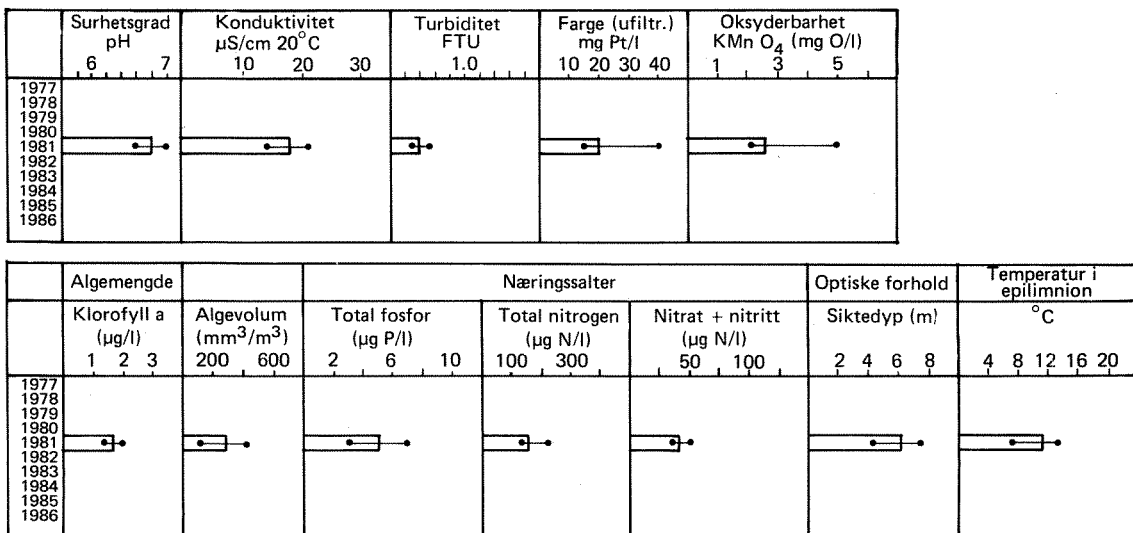 Surhetsgrad Konduktivitet Turbiditet Farge (ufiltr.) Oksyderbarhet
pH µS/cm 20°C FTU mg Pt/l KMn O4 (mg O/l)
6 7 10 20 30 1.0 10 20 30 40 1 3 5
1977
1978
1979
1980
1981
1982
1983
1984
1985
1986
Algemengde Næringssalter Optiske forhold Temperatur i epilimnion
Klorofyll a Algevolum Total fosfor Total nitrogen Nitrat + nitritt Siktedyp (m) °C
(µg/l) (mm3/m3) (µg P/l) (µg N/l) (µg N/l)
1 2 3 200 600 2 6 10 100 300 50 100 2 4 6 8 4 8 12 16 20
1977
1978
1979
1980
1981
1982
1983
1984
1985
1986